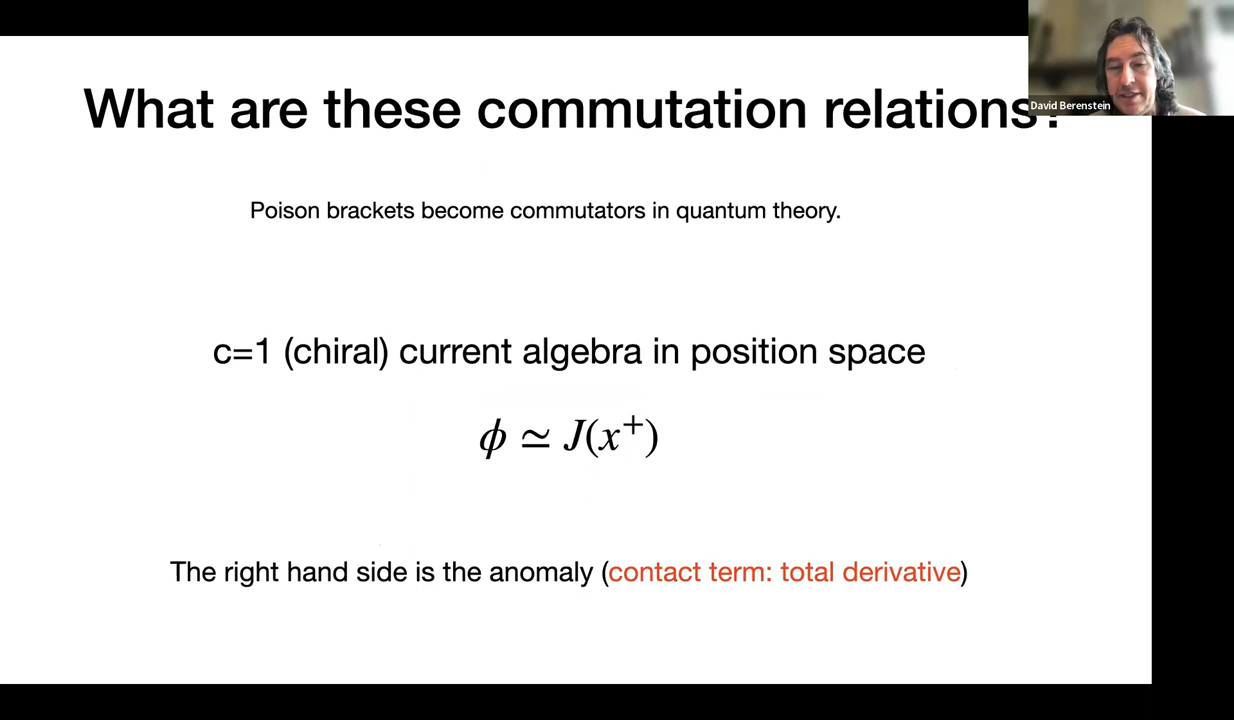 What are these commutation relations?
David Berenstein
Poison brackets become commutators in quantum theory.
c=1 (chiral) current algebra in position space
ϕ ≃ J(x⁺)
The right hand side is the anomaly (contact term: total derivative)